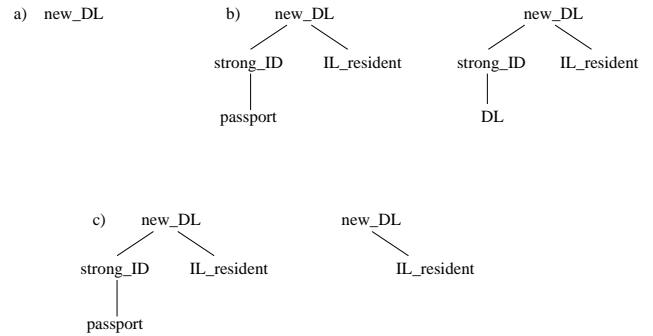 a) new_DL b) new_DL new_DL
strong_ID IL_resident strong_ID IL_resident
passport DL
c) new_DL new_DL
strong_ID IL_resident IL_resident
passport